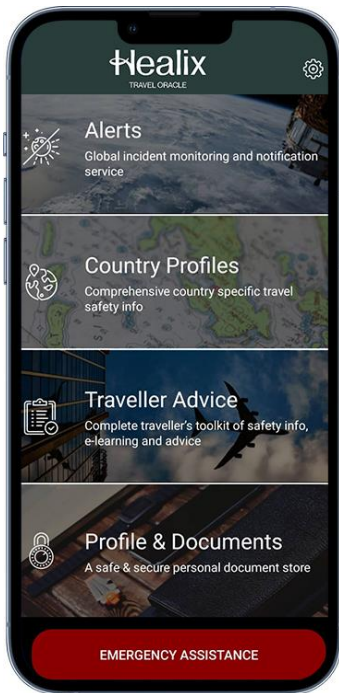 Healix
TRAVEL ORACLE
Alerts
Global incident monitoring and notification
service
Country Profiles
Comprehensive country specific travel
safety info
Traveller Advice
Complete traveller's toolkit of safety info,
e-learning and advice
Profile & Documents
A safe & secure personal document store
EMERGENCY ASSISTANCE